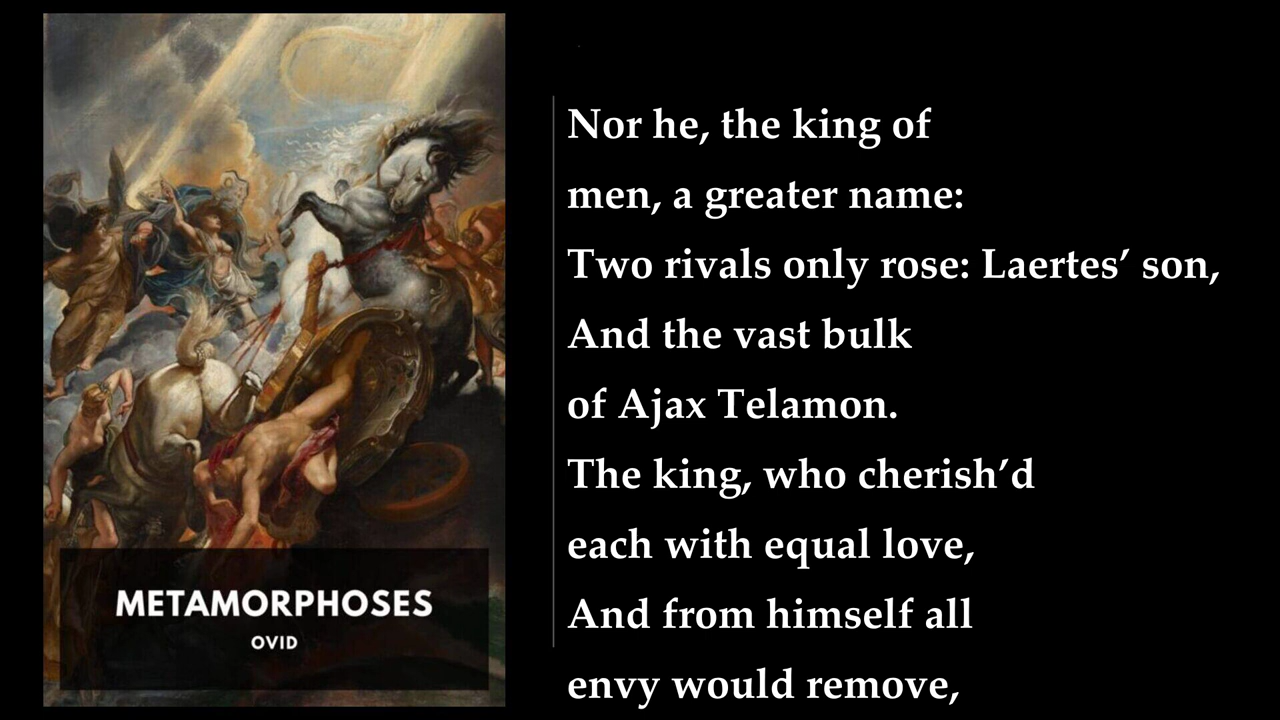 METAMORPHOSES
OVID
Nor he, the king of
men, a greater name:
Two rivals only rose: Laertes’ son,
And the vast bulk
of Ajax Telamon.
The king, who cherish’d
each with equal love,
And from himself all
envy would remove,